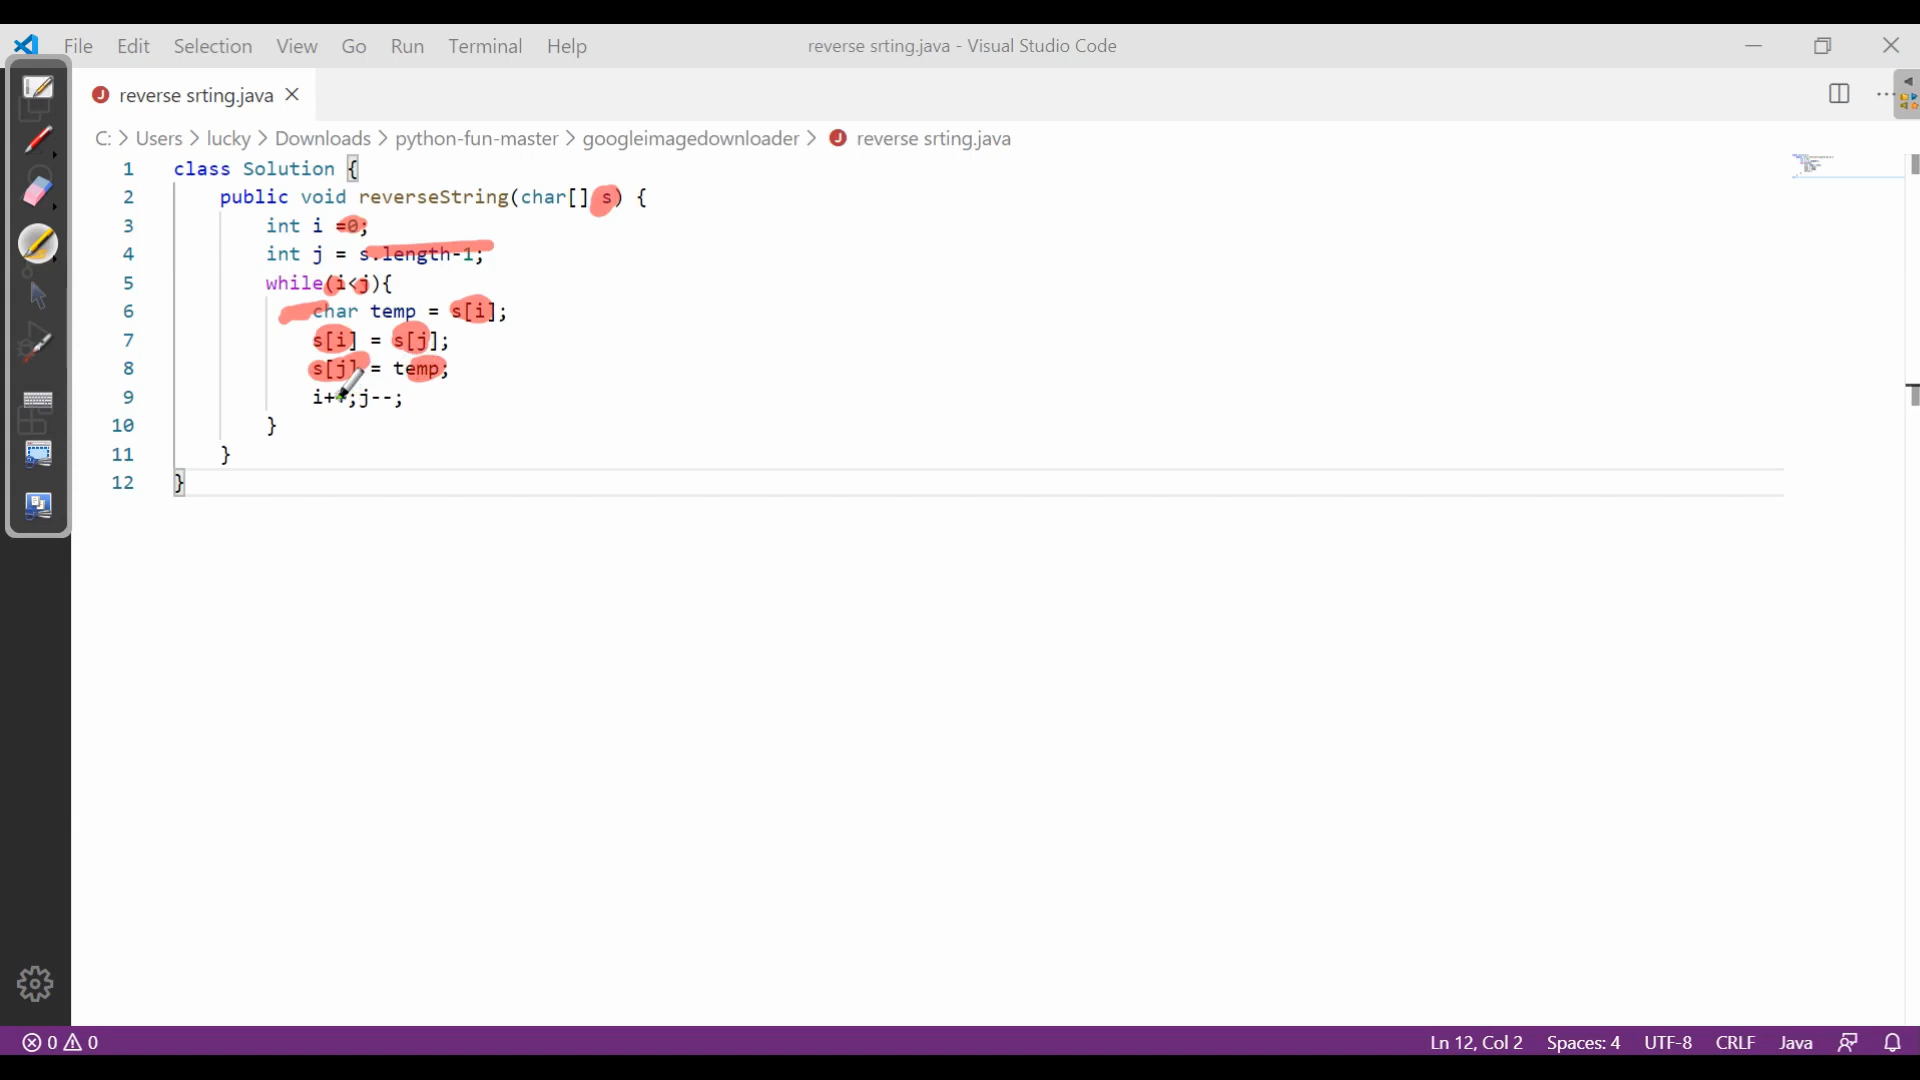 File Edit Selection View Go Run Terminal Help reverse srting.java - Visual Studio Code
reverse srting.java
C: > Users > lucky > Downloads > python-fun-master > googleimagedownloader > reverse srting.java
1 class Solution {
2 public void reverseString(char[] s) {
3 int i =0;
4 int j = s.length-1;
5 while(i<j){
6 char temp = s[i];
7 s[i] = s[j];
8 s[j] = temp;
9 i++;j--;
10 }
11 }
12 }
0 0 Ln 12, Col 2 Spaces: 4 UTF-8 CRLF Java